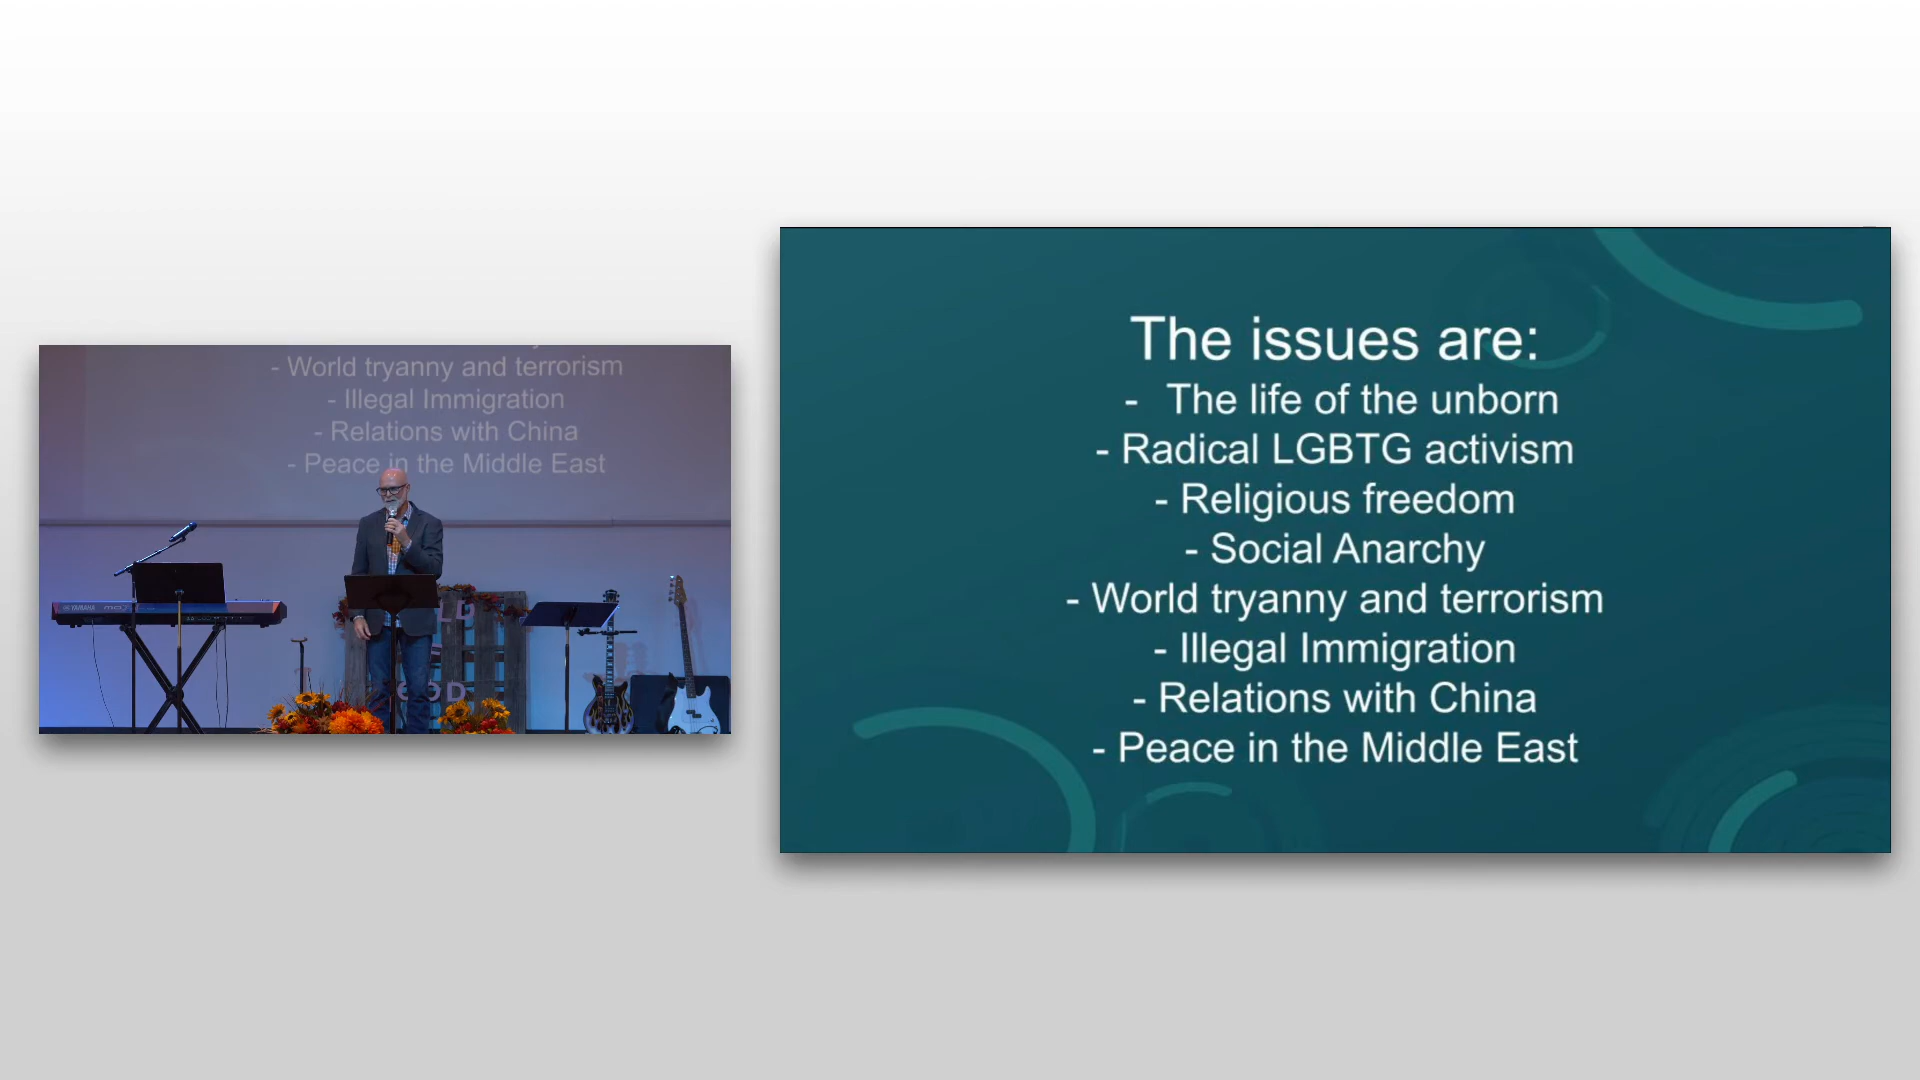 - World tryanny and terrorism
- Illegal Immigration
- Relations with China
- Peace in the Middle East
YAMAHA
The issues are:
- The life of the unborn
- Radical LGBTG activism
- Religious freedom
- Social Anarchy
- World tryanny and terrorism
- Illegal Immigration
- Relations with China
- Peace in the Middle East